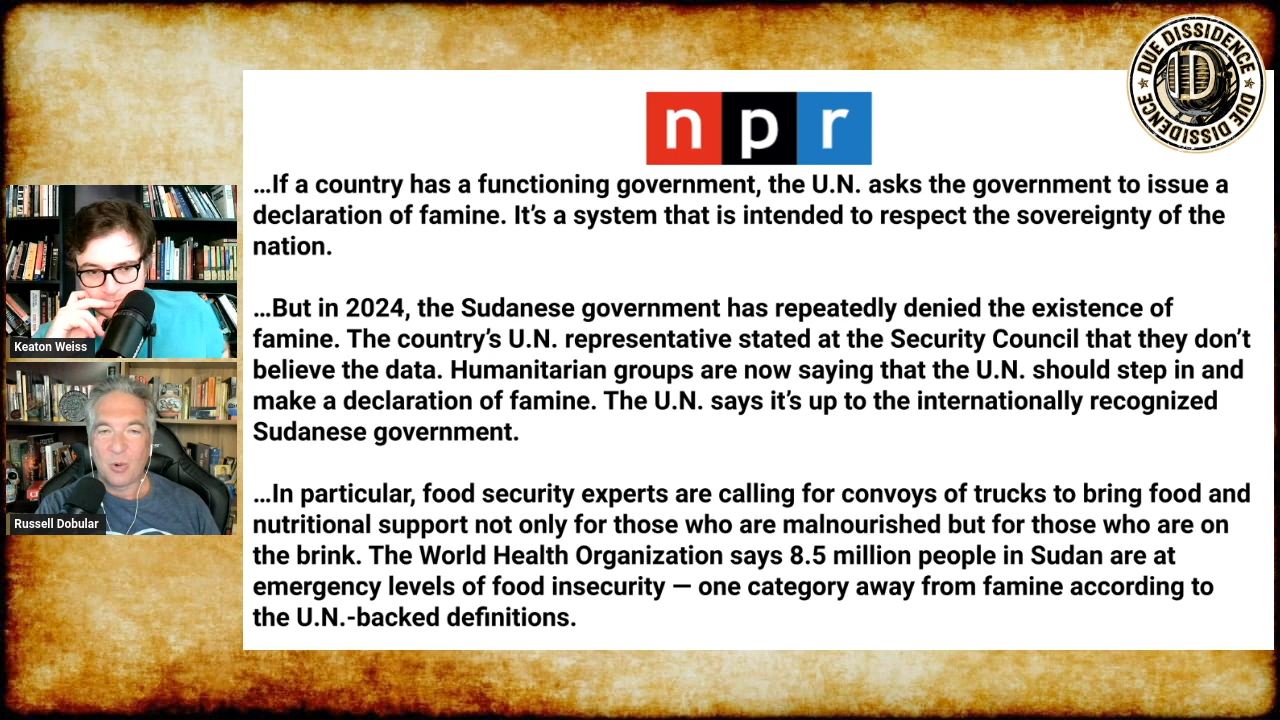 DUE DISSIDENCE
DUE DISSIDENCE
D
npr
...If a country has a functioning government, the U.N. asks the government to issue a
declaration of famine. It’s a system that is intended to respect the sovereignty of the
nation.
...But in 2024, the Sudanese government has repeatedly denied the existence of
famine. The country’s U.N. representative stated at the Security Council that they don’t
believe the data. Humanitarian groups are now saying that the U.N. should step in and
make a declaration of famine. The U.N. says it’s up to the internationally recognized
Sudanese government.
...In particular, food security experts are calling for convoys of trucks to bring food and
nutritional support not only for those who are malnourished but for those who are on
the brink. The World Health Organization says 8.5 million people in Sudan are at
emergency levels of food insecurity — one category away from famine according to
the U.N.-backed definitions.
Keaton Weiss
Russell Dobular